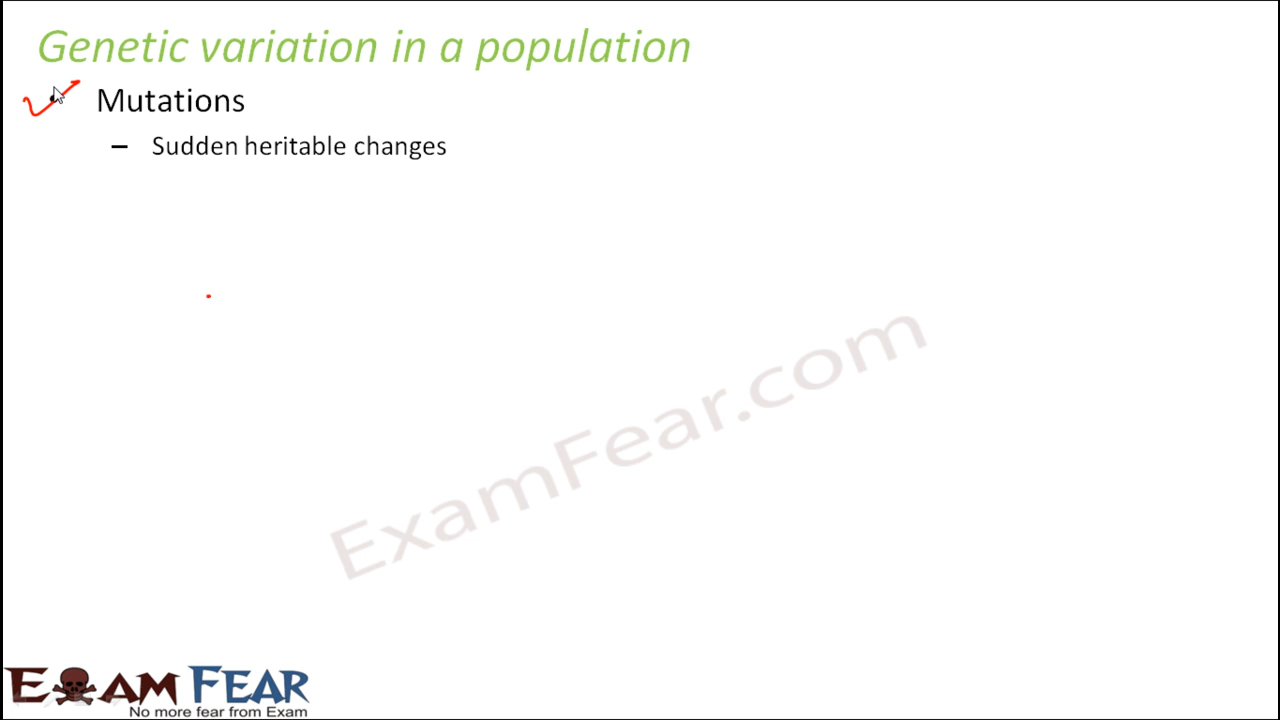 Genetic variation in a population
Mutations
– Sudden heritable changes
ExamFear.com
EXAM FEAR
No more fear from Exam